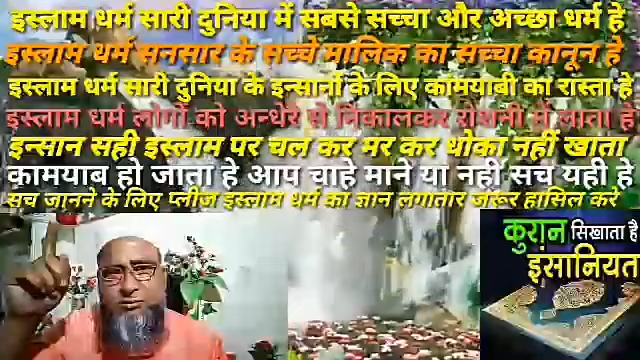 इस्लाम धर्म सारी दुनिया में सबसे सच्चा और अच्छा धर्म हे
इस्लाम धर्म सनसार के सच्चे मालिक का सच्चा कानून हे
इस्लाम धर्म सारी दुनिया के इन्सानों के लिए कामयाबी का रास्ता हे
इस्लाम धर्म लोगों को अन्धेरे से निकालकर रोशनी में लाता हे
इन्सान सही इस्लाम पर चल कर मर कर धोका नहीं खाता
कामयाब हो जाता हे आप चाहे माने या नहीं सच यही हे
सच जानने के लिए प्लीज इस्लाम धर्म का ज्ञान लगातार जरूर हासिल करे
कुरान सिखाता है
इंसानियत